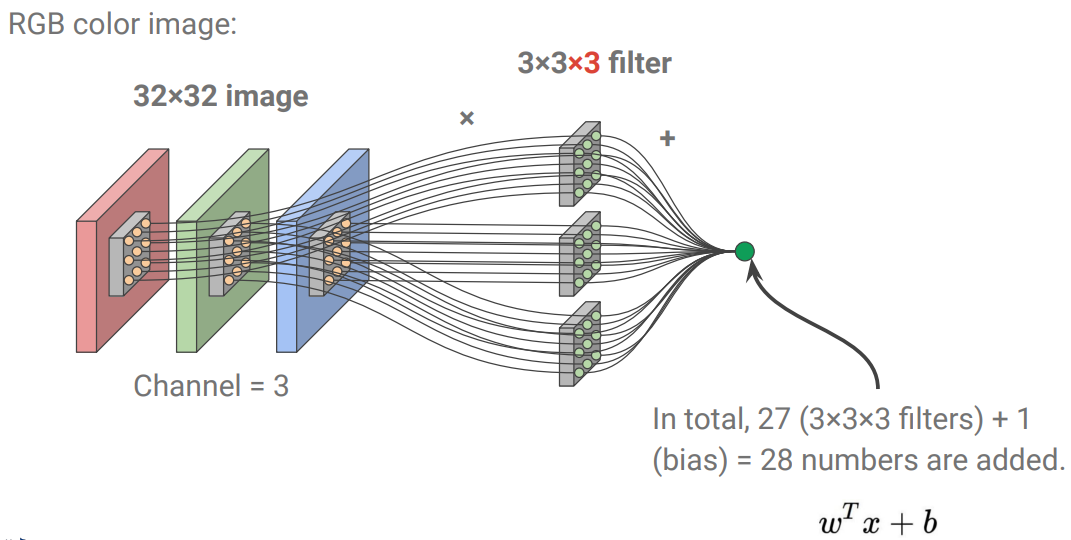 RGB color image:
3×3×3 filter
32×32 image
×
+
Channel = 3
In total, 27 (3×3×3 filters) + 1
(bias) = 28 numbers are added.
w^T x + b